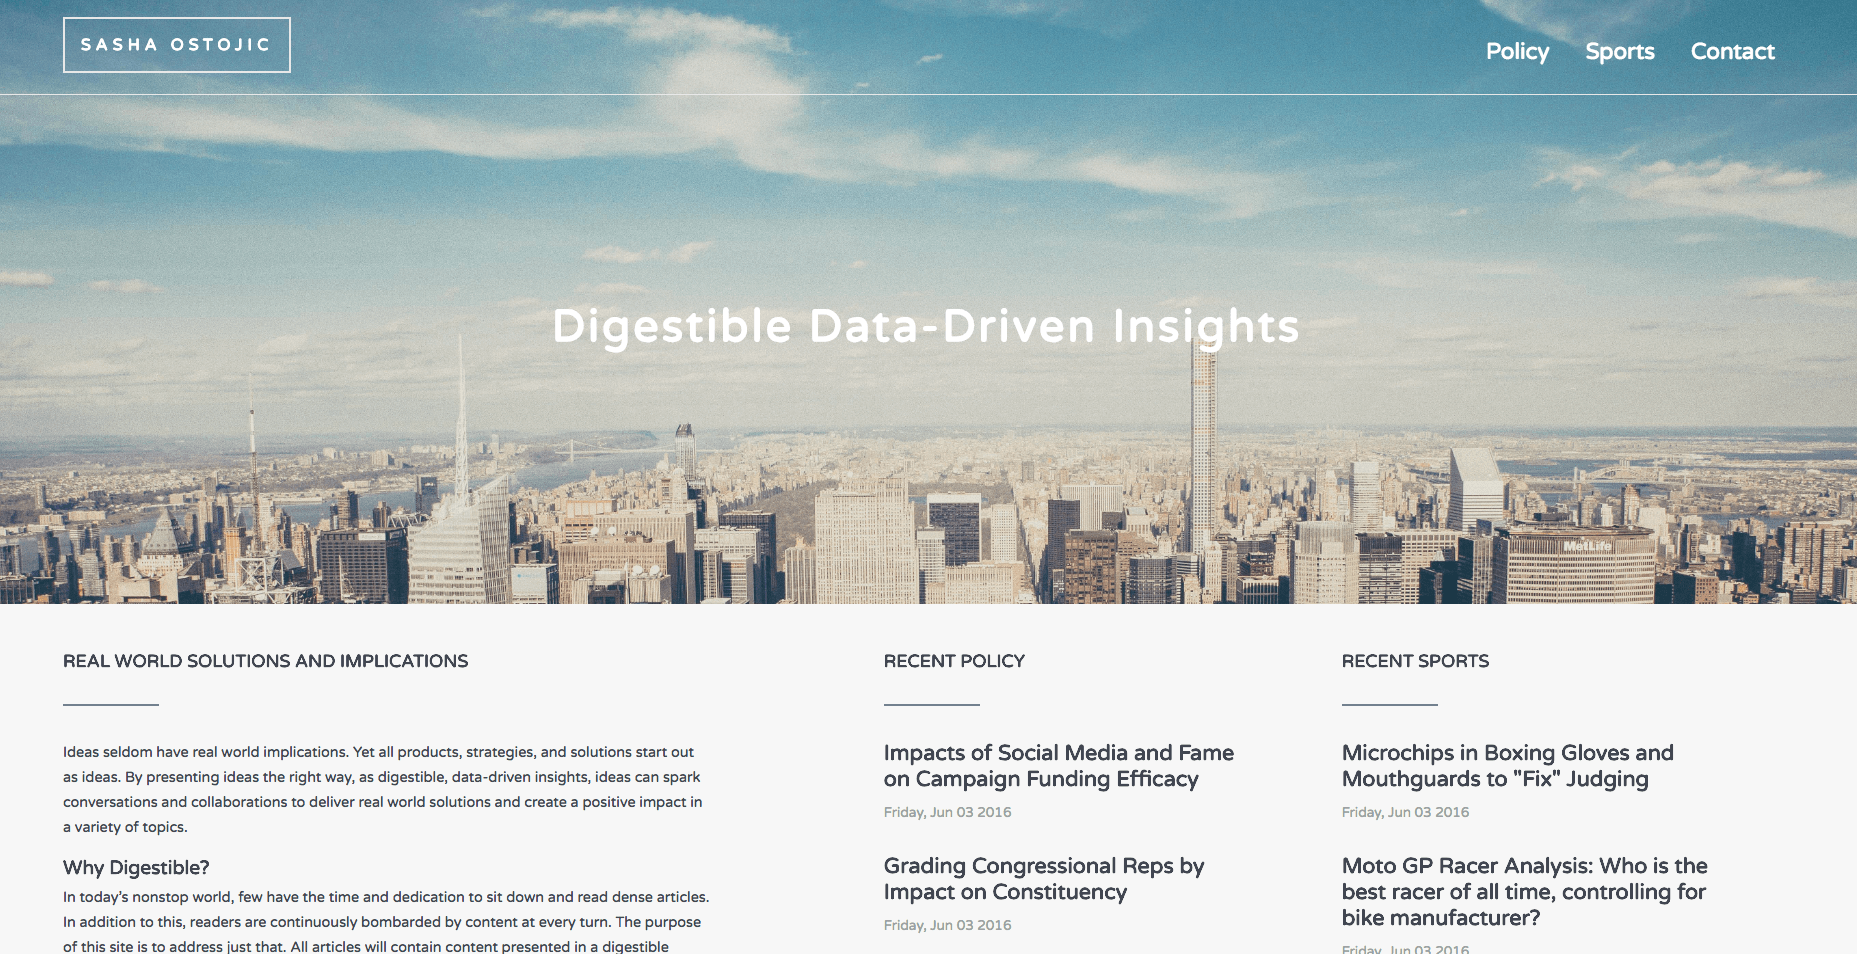 SASHA OSTOJIC
Policy Sports Contact
Digestible Data-Driven Insights
MetLife
REAL WORLD SOLUTIONS AND IMPLICATIONS
Ideas seldom have real world implications. Yet all products, strategies, and solutions start out
as ideas. By presenting ideas the right way, as digestible, data-driven insights, ideas can spark
conversations and collaborations to deliver real world solutions and create a positive impact in
a variety of topics.
Why Digestible?
In today’s nonstop world, few have the time and dedication to sit down and read dense articles.
In addition to this, readers are continuously bombarded by content at every turn. The purpose
of this site is to address just that. All articles will contain content presented in a digestible
RECENT POLICY
Impacts of Social Media and Fame
on Campaign Funding Efficacy
Friday, Jun 03 2016
Grading Congressional Reps by
Impact on Constituency
Friday, Jun 03 2016
RECENT SPORTS
Microchips in Boxing Gloves and
Mouthguards to "Fix" Judging
Friday, Jun 03 2016
Moto GP Racer Analysis: Who is the
best racer of all time, controlling for
bike manufacturer?
Friday, Jun 03 2016